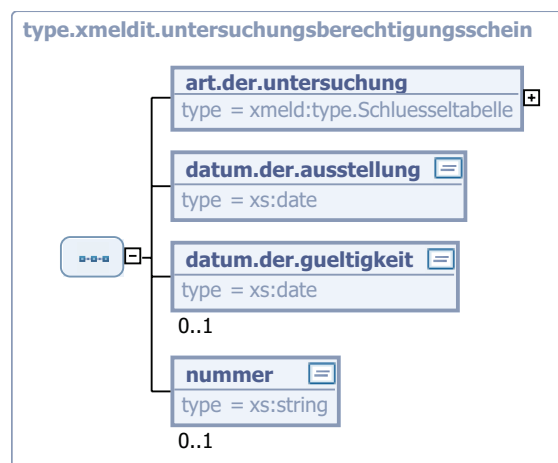 type.xmeldit.untersuchungsberechtigungsschein
art.der.untersuchung
type = xmeld:type.Schluesseltabelle
datum.der.ausstellung
type = xs:date
datum.der.gueltigkeit
type = xs:date
0..1
nummer
type = xs:string
0..1